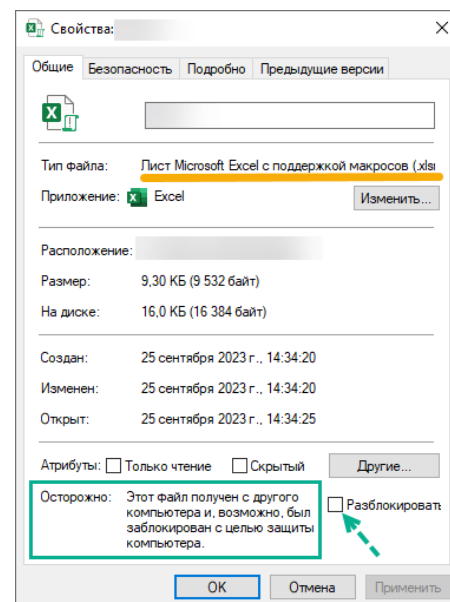 Свойства:
Общие Безопасность Подробно Предыдущие версии
Тип файла: Лист Microsoft Excel с поддержкой макросов (.xlsm
Приложение: Excel Изменить...
Расположение:
Размер: 9,30 КБ (9 532 байт)
На диске: 16,0 КБ (16 384 байт)
Создан: 25 сентября 2023 г., 14:34:20
Изменен: 25 сентября 2023 г., 14:34:20
Открыт: 25 сентября 2023 г., 14:34:25
Атрибуты: Только чтение Скрытый Другие...
Осторожно: Этот файл получен с другого Разблокировать
компьютера и, возможно, был
заблокирован с целью защиты
компьютера.
OK Отмена Применить